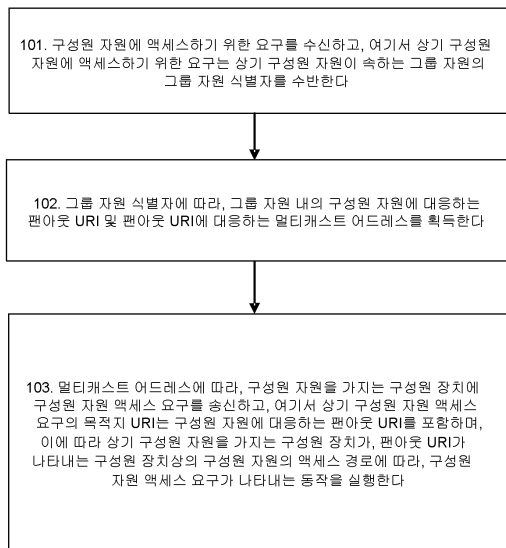 101. 구성원 자원에 액세스하기 위한 요구를 수신하고, 여기서 상기 구성원
자원에 액세스하기 위한 요구는 상기 구성원 자원이 속하는 그룹 자원의
그룹 자원 식별자를 수반한다
102. 그룹 자원 식별자에 따라, 그룹 자원 내의 구성원 자원에 대응하는
팬아웃 URI 및 팬아웃 URI에 대응하는 멀티캐스트 어드레스를 획득한다
103. 멀티캐스트 어드레스에 따라, 구성원 자원을 가지는 구성원 장치에
구성원 자원 액세스 요구를 송신하고, 여기서 상기 구성원 자원 액세스
요구의 목적지 URI는 구성원 자원에 대응하는 팬아웃 URI를 포함하며,
이에 따라 상기 구성원 자원을 가지는 구성원 장치가, 팬아웃 URI가
나타내는 구성원 장치상의 구성원 자원의 액세스 경로에 따라, 구성원
자원 액세스 요구가 나타내는 동작을 실행한다